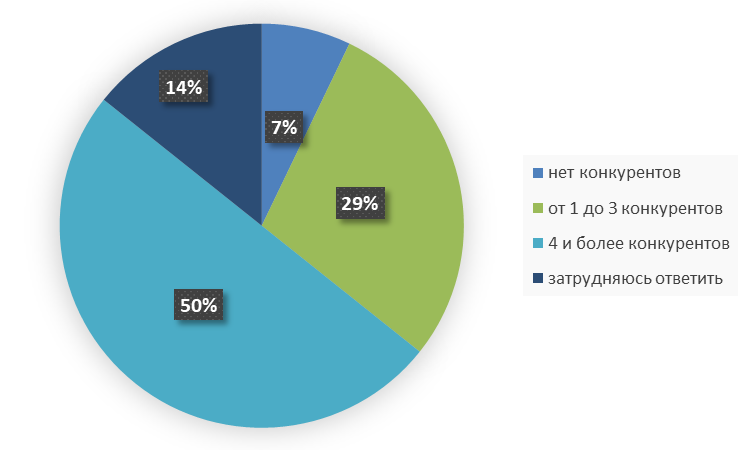 14%
7%
29%
50%
нет конкурентов
от 1 до 3 конкурентов
4 и более конкурентов
затрудняюсь ответить